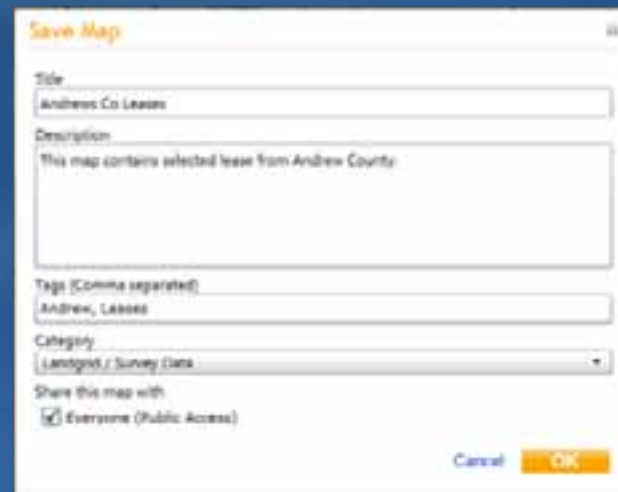 Save Map
Title
Andrews Co Leases
Description
This map contains selected lease from Andrew County.
Tags (Comma separated)
Andrew, Leases
Category
Landgrid / Survey Data
Share this map with
Everyone (Public Access)
Cancel OK